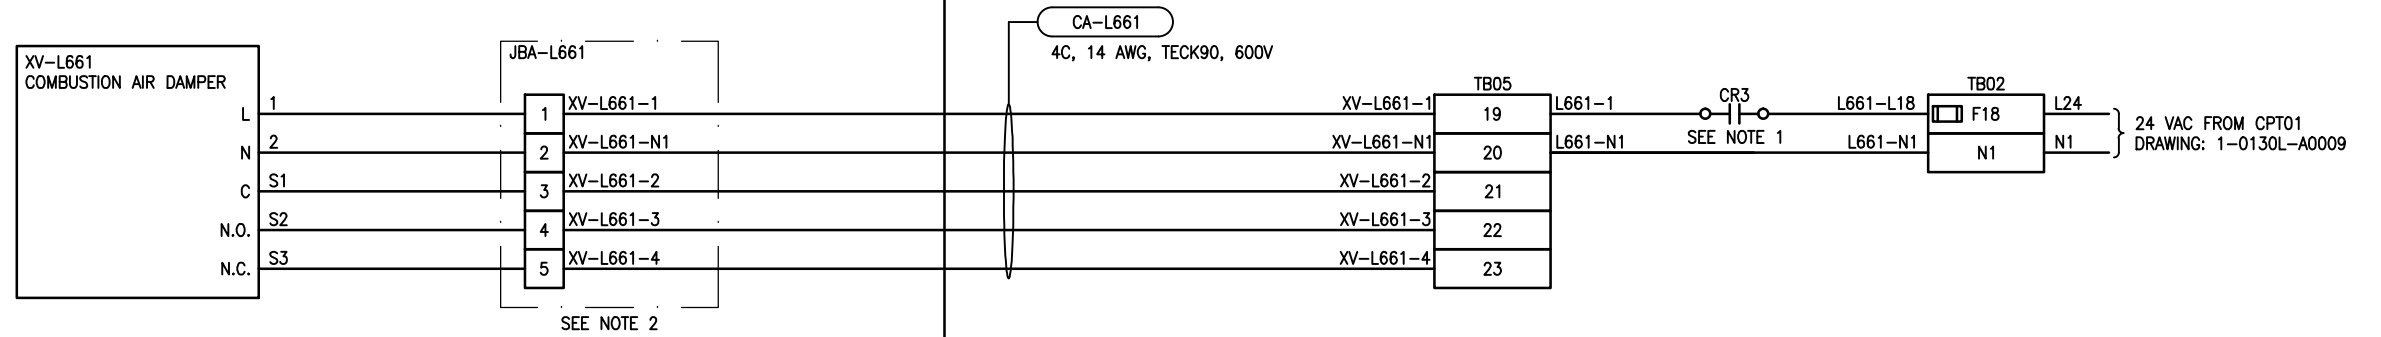 CA-L661
4C, 14 AWG, TECK90, 600V
XV-L661
COMBUSTION AIR DAMPER
JBA-L661
TB05
CR3
TB02
L 1 1 XV-L661-1 XV-L661-1 19 L661-1 L661-L18 F18 L24
N 2 2 XV-L661-N1 XV-L661-N1 20 L661-N1 SEE NOTE 1 L661-N1 N1 N1
24 VAC FROM CPT01
DRAWING: 1-0130L-A0009
C S1 3 XV-L661-2 XV-L661-2 21
N.O. S2 4 XV-L661-3 XV-L661-3 22
N.C. S3 5 XV-L661-4 XV-L661-4 23
SEE NOTE 2